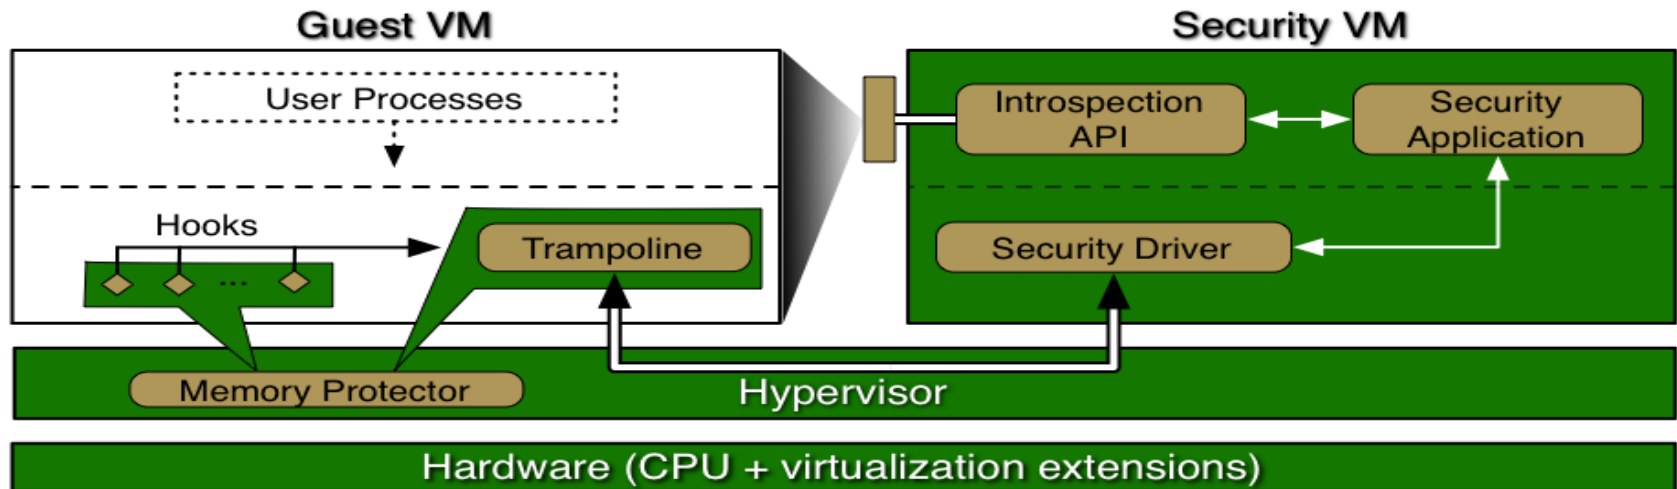 Guest VM
Security VM
User Processes
Introspection
API
Security
Application
Hooks
...
Trampoline
Security Driver
Memory Protector
Hypervisor
Hardware (CPU + virtualization extensions)